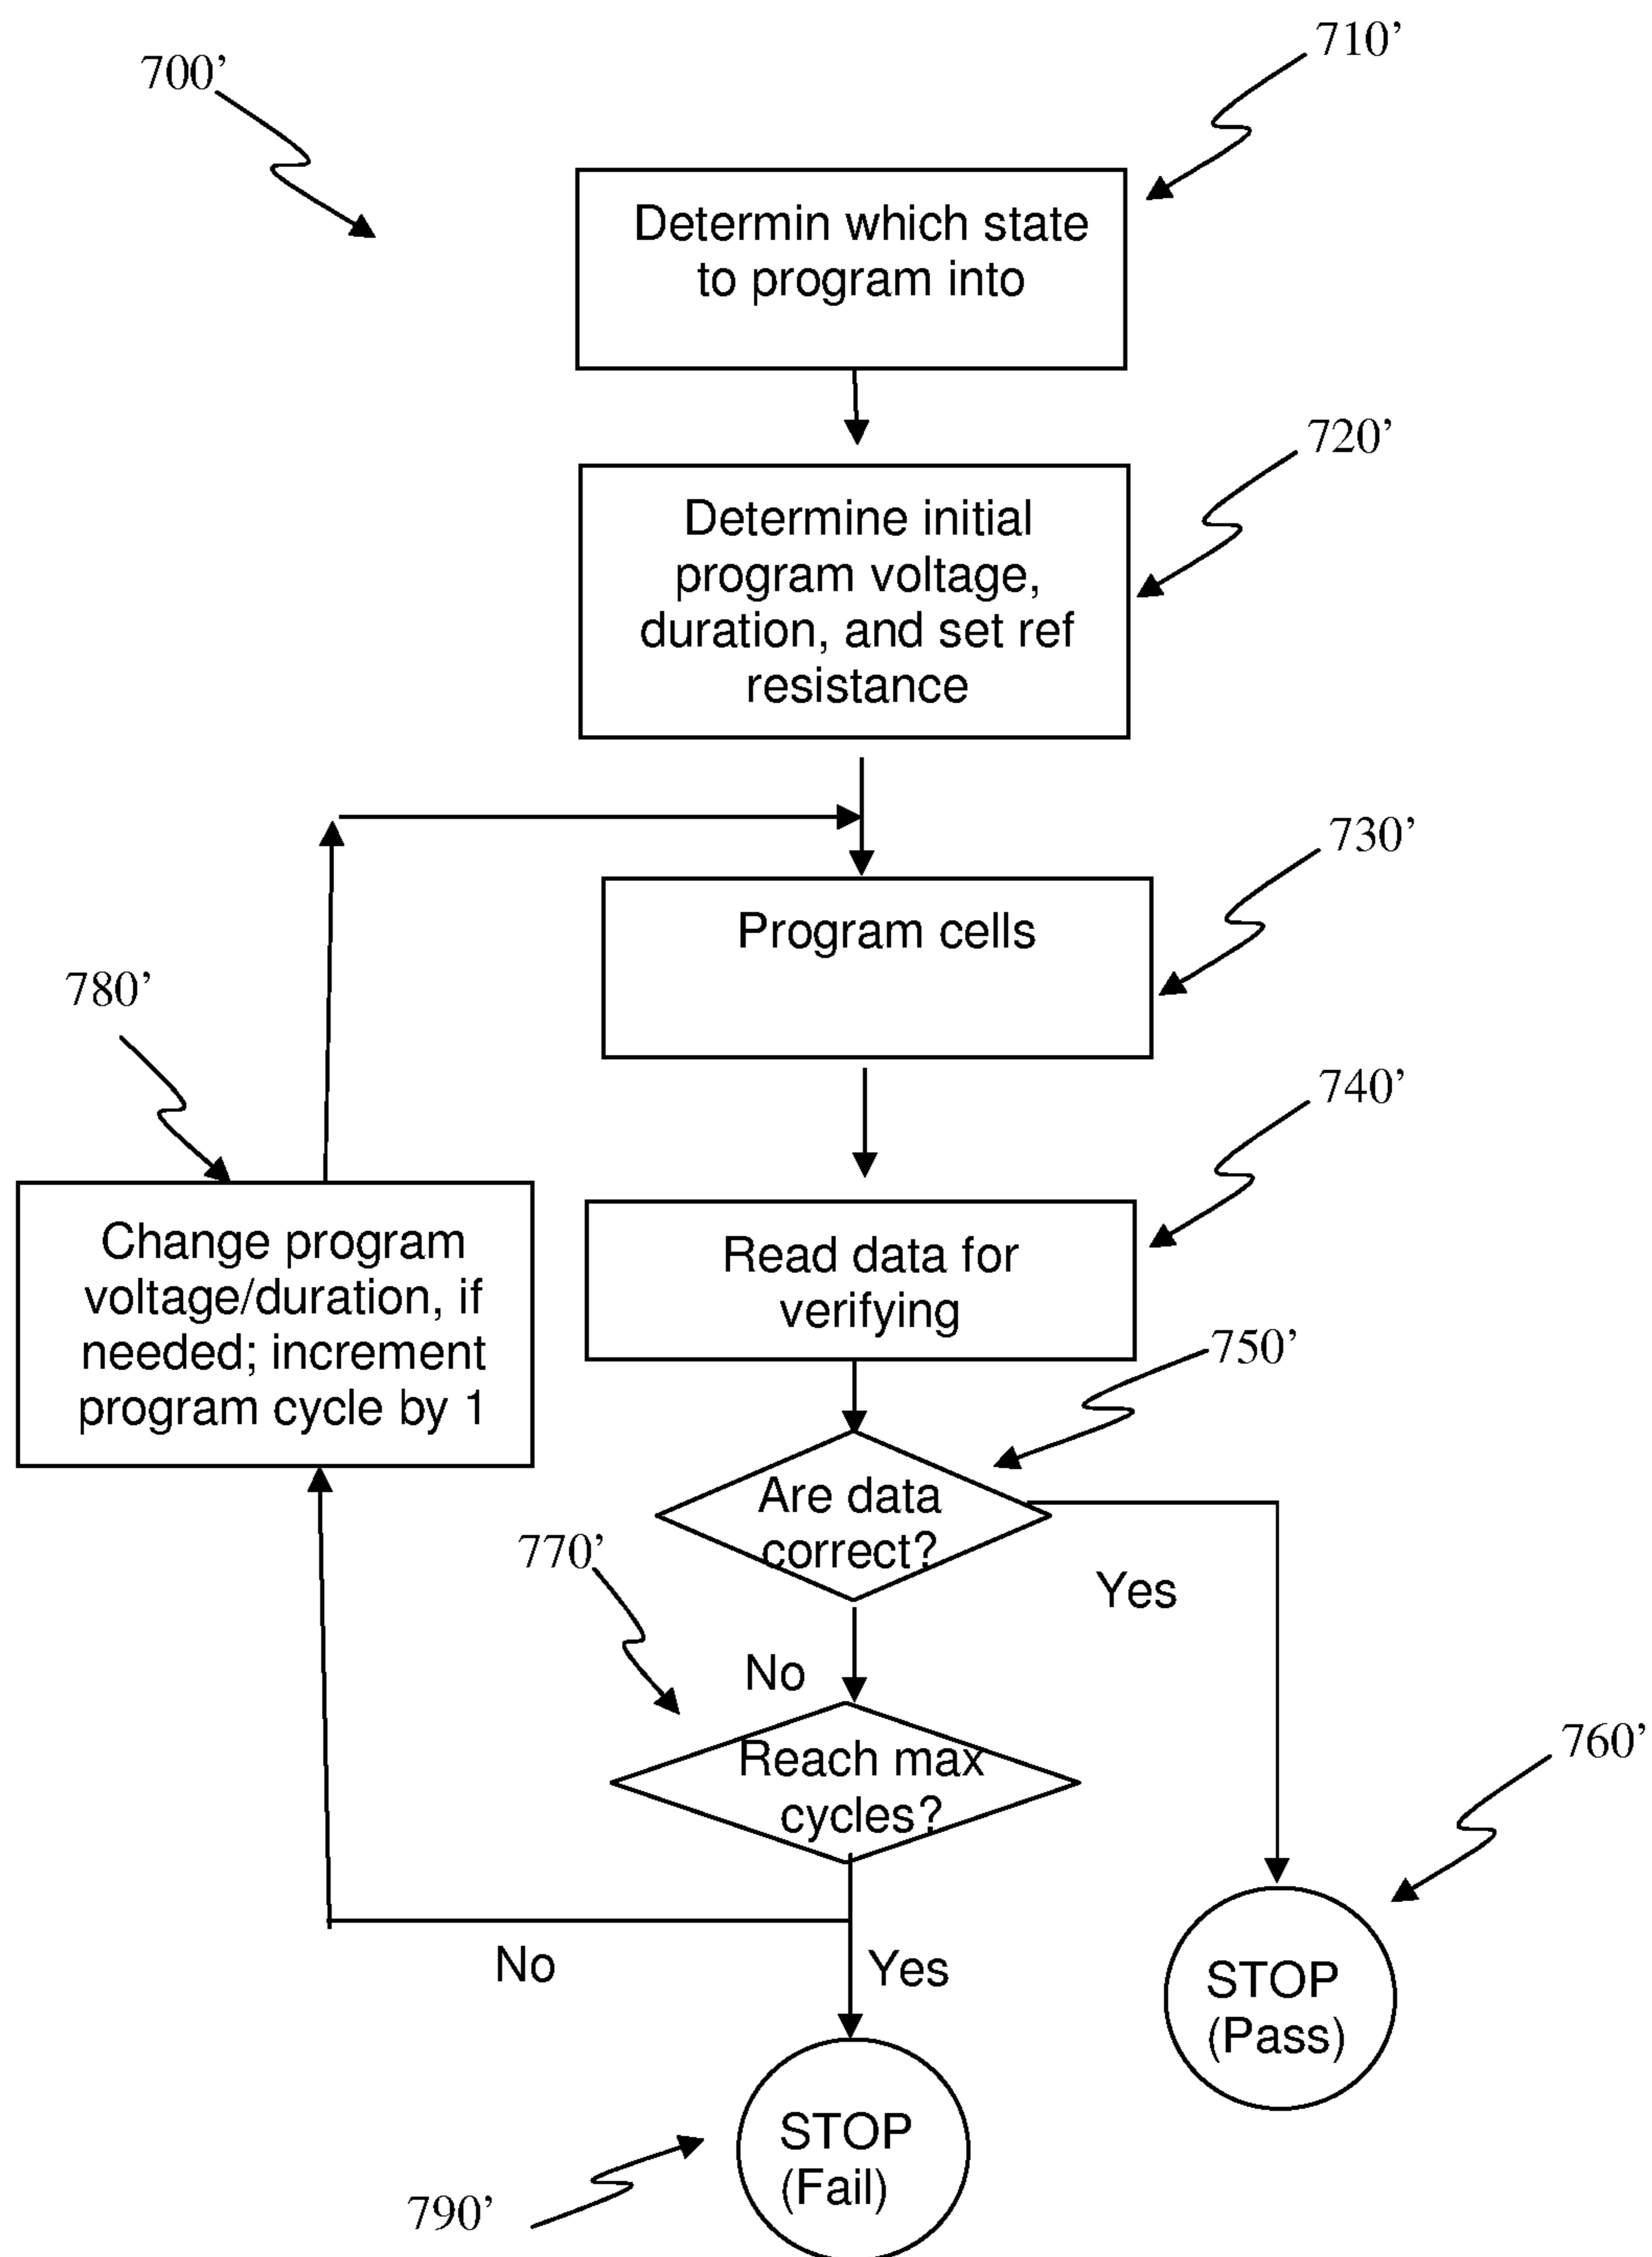 700’
710’
Determin which state
to program into
720’
Determine initial
program voltage,
duration, and set ref
resistance
730’
Program cells
780’
740’
Change program
voltage/duration, if
needed; increment
program cycle by 1
Read data for
verifying
750’
Are data
correct?
770’
Yes
No
Reach max
cycles?
760’
No
Yes
STOP
(Pass)
STOP
(Fail)
790’